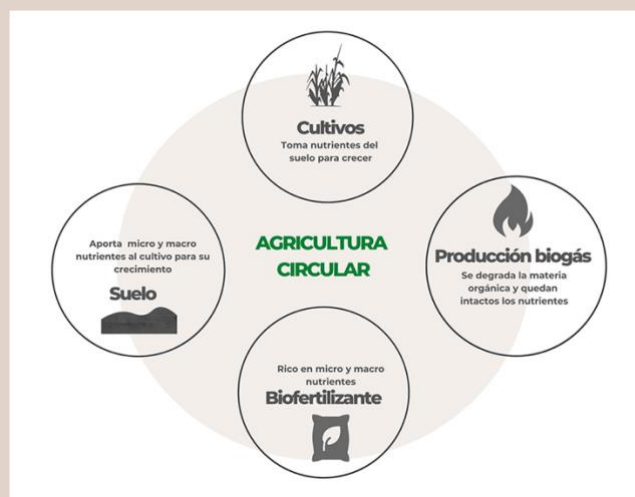 Cultivos
Toma nutrientes del
suelo para crecer
Aporta micro y macro
nutrientes al cultivo para su
crecimiento
Suelo
AGRICULTURA
CIRCULAR
Producción biogás
Se degrada la materia
orgánica y quedan
intactos los nutrientes
Rico en micro y macro
nutrientes
Biofertilizante